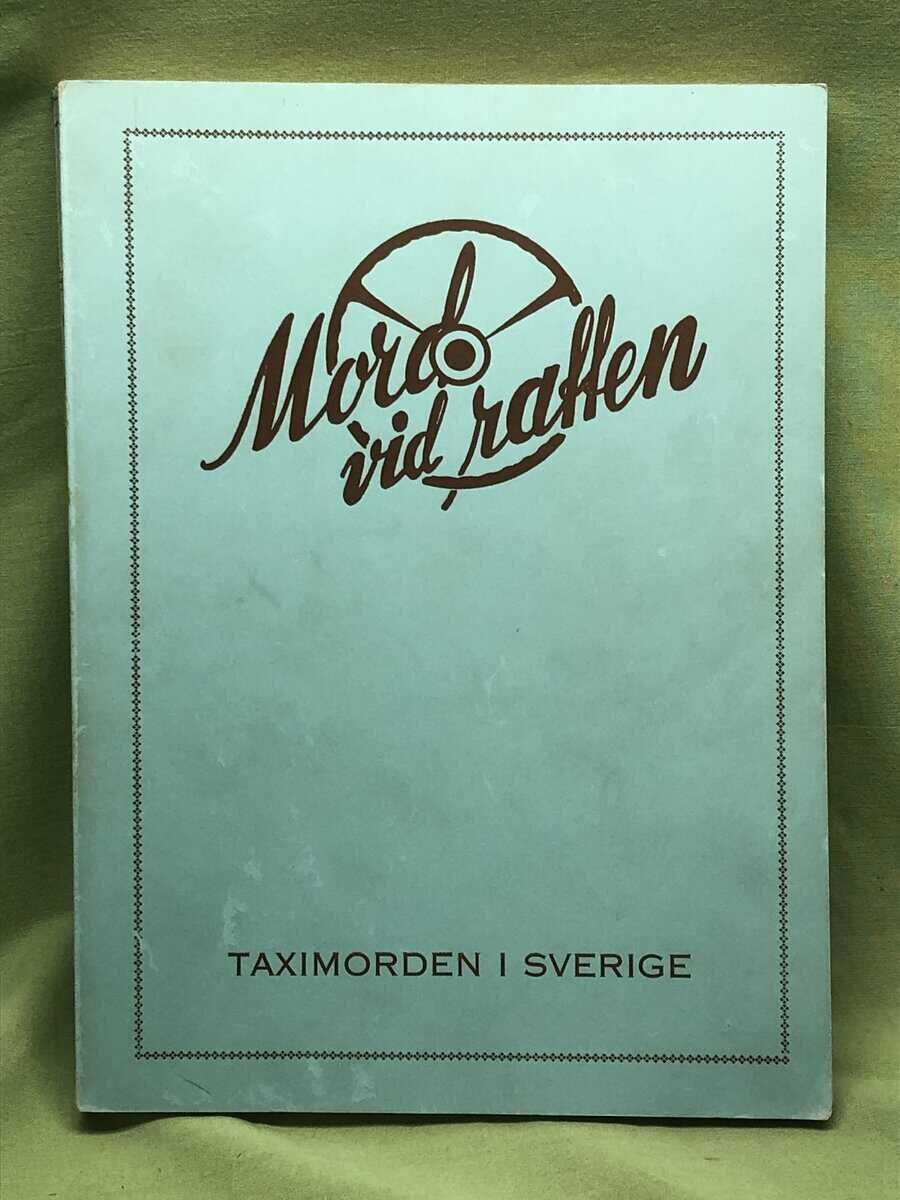 Mord
vid ratten
TAXIMORDEN I SVERIGE